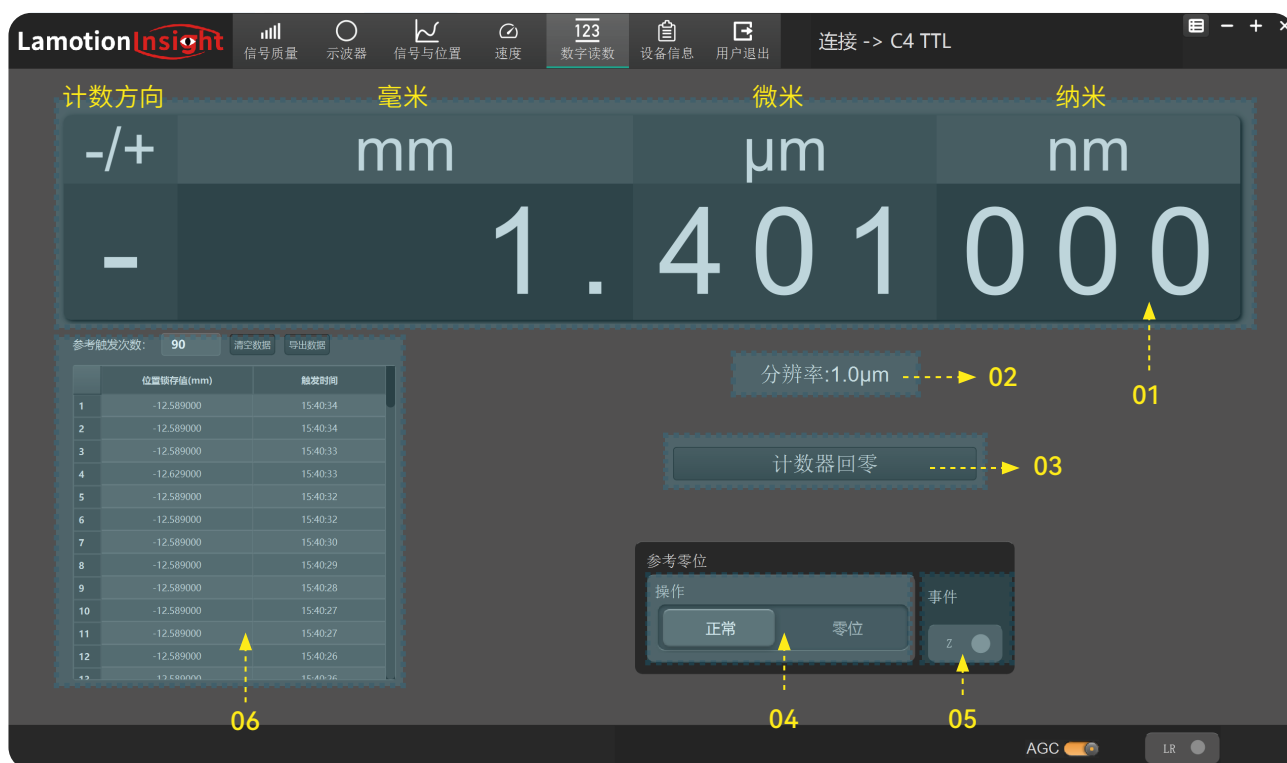 LamotionInsight
信号质量 示波器 信号与位置 速度 123 数字读数 设备信息 用户退出 连接 -> C4 TTL
计数方向 毫米 微米 纳米
-/+ mm μm nm
- 1.401000
01
参考触发次数: 90 清空数据 导出数据
分辨率:1.0μm 02
计数器回零 03
位置锁存值(mm) 触发时间
1 -12.589000 15:40:34
2 -12.589000 15:40:34
3 -12.589000 15:40:33
4 -12.629000 15:40:33
5 -12.589000 15:40:32
6 -12.589000 15:40:32
7 -12.589000 15:40:30
8 -12.589000 15:40:29
9 -12.589000 15:40:28
10 -12.589000 15:40:27
11 -12.589000 15:40:27
12 -12.589000 15:40:26
13 -12.589000 15:40:26
06
参考零位
操作 事件
正常 零位 Z
04 05
AGC LR